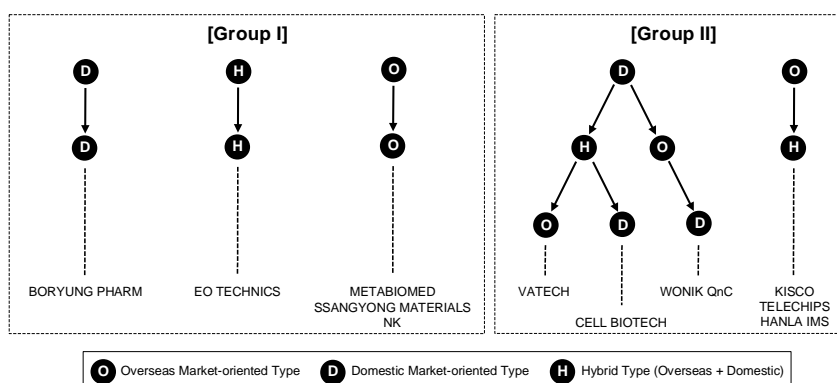 [Group I]
[Group II]
D
H
O
D
O
D
H
O
H
O
H
O
D
D
BORYUNG PHARM
EO TECHNICS
METABIOMED
SSANGYONG MATERIALS
NK
VATECH
CELL BIOTECH
WONIK QnC
KISCO
TELECHIPS
HANLA IMS
O Overseas Market-oriented Type D Domestic Market-oriented Type H Hybrid Type (Overseas + Domestic)